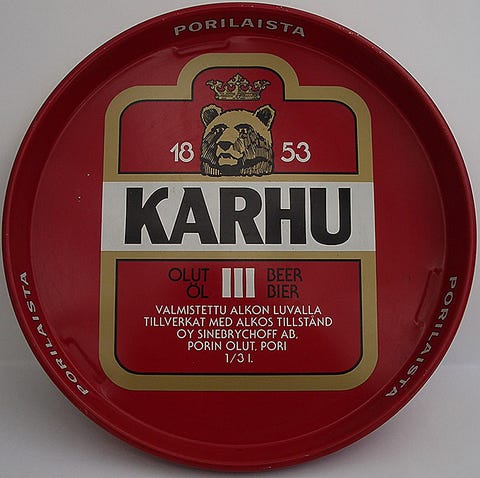 PORILAISTA
18 53
KARHU
OLUT III BEER
ÖL BIER
VALMISTETTU ALKON LUVALLA
TILLVERKAT MED ALKOS TILLSTÅND
OY SINEBRYCHOFF AB,
PORIN OLUT, PORI
1/3 l.
PORILAISTA
PORILAISTA